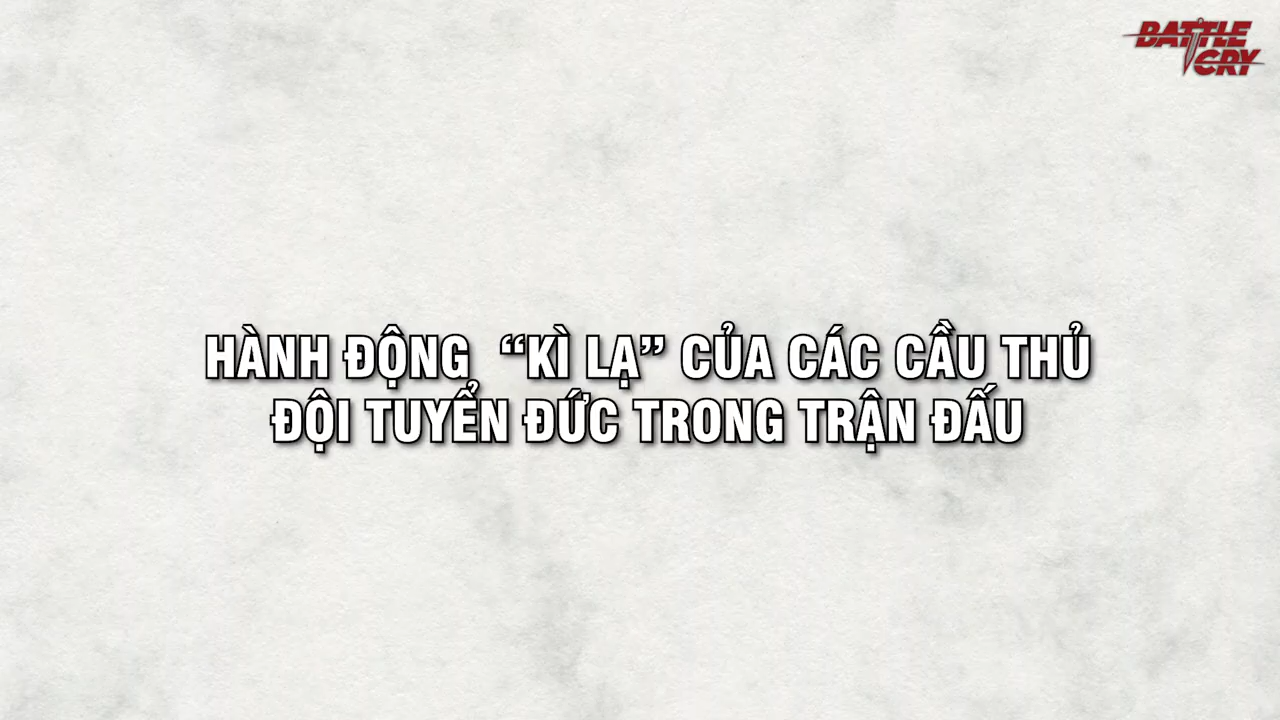 BATTLE
CRY
HÀNH ĐỘNG “KÌ LẠ” CỦA CÁC CẦU THỦ
ĐỘI TUYỂN ĐỨC TRONG TRẬN ĐẤU